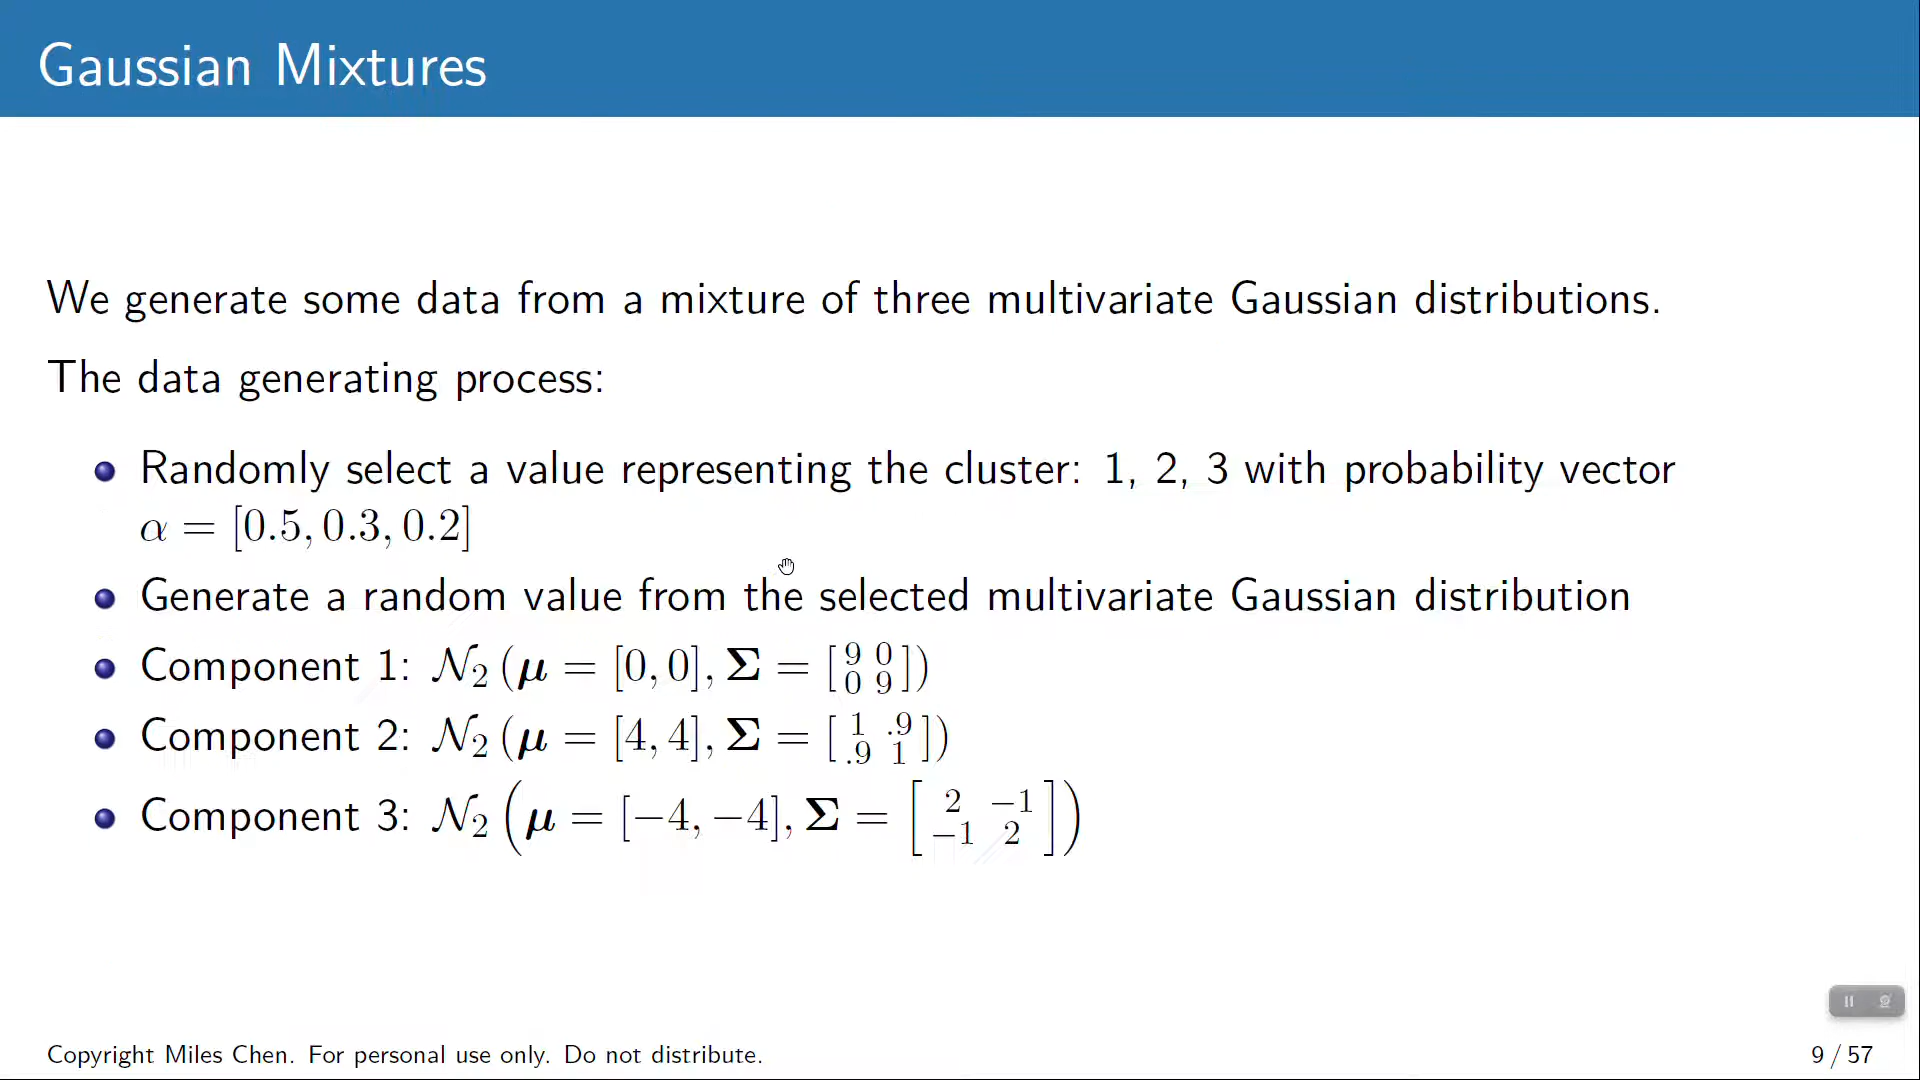 Gaussian Mixtures
We generate some data from a mixture of three multivariate Gaussian distributions.
The data generating process:
Randomly select a value representing the cluster: 1, 2, 3 with probability vector
α = [0.5, 0.3, 0.2]
Generate a random value from the selected multivariate Gaussian distribution
Component 1: 𝒩₂ (μ = [0, 0], Σ = [ 9 0 0 9 ])
Component 2: 𝒩₂ (μ = [4, 4], Σ = [ 1 .9 .9 1 ])
Component 3: 𝒩₂ (μ = [−4, −4], Σ = [ 2 −1 −1 2 ])
Copyright Miles Chen. For personal use only. Do not distribute.
9 / 57